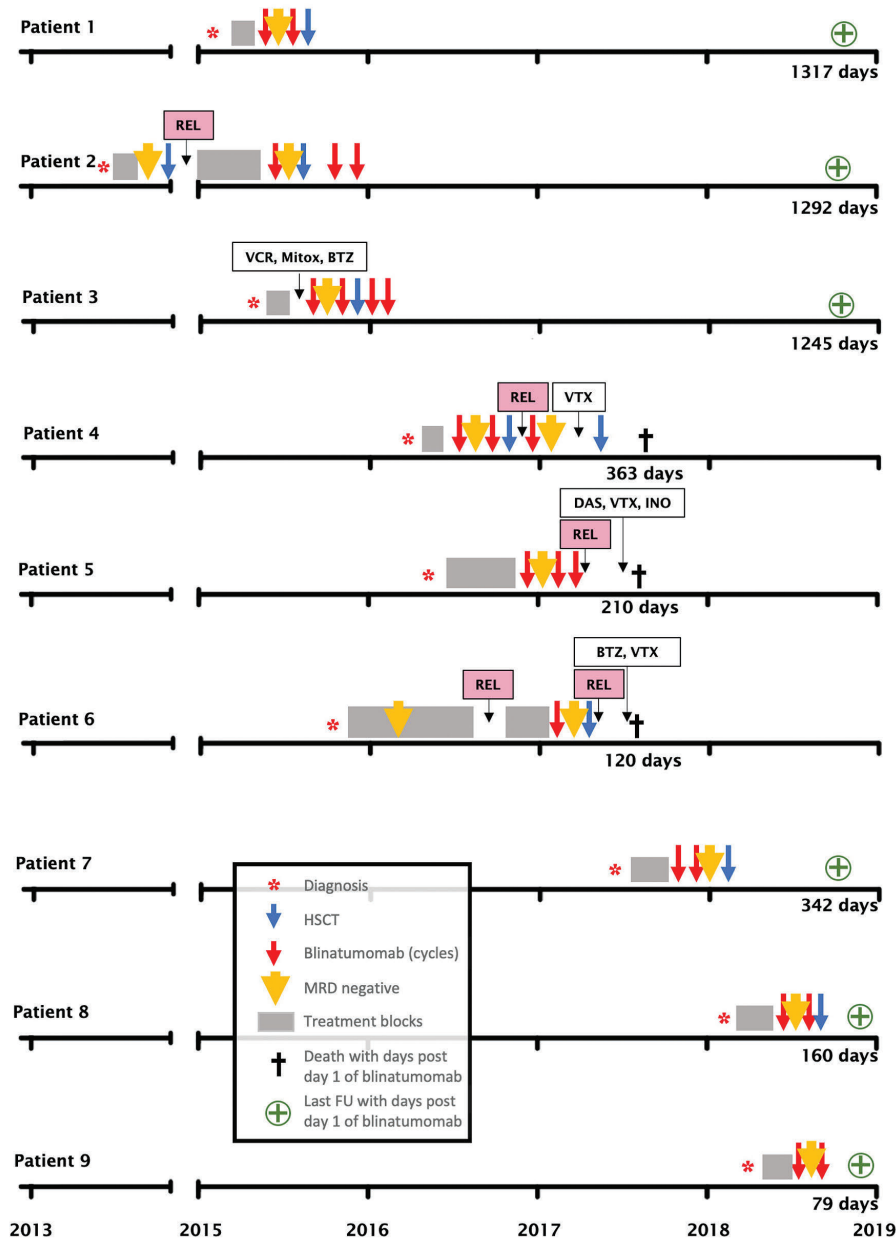 Patient 1
1317 days
REL
Patient 2
1292 days
VCR, Mitox, BTZ
Patient 3
1245 days
REL
VTX
Patient 4
363 days
DAS, VTX, INO
REL
Patient 5
210 days
BTZ, VTX
REL
REL
Patient 6
120 days
Patient 7
342 days
Diagnosis
HSCT
Blinatumomab (cycles)
MRD negative
Treatment blocks
Death with days post
day 1 of blinatumomab
Last FU with days post
day 1 of blinatumomab
Patient 8
160 days
Patient 9
79 days
2013
2015
2016
2017
2018
2019